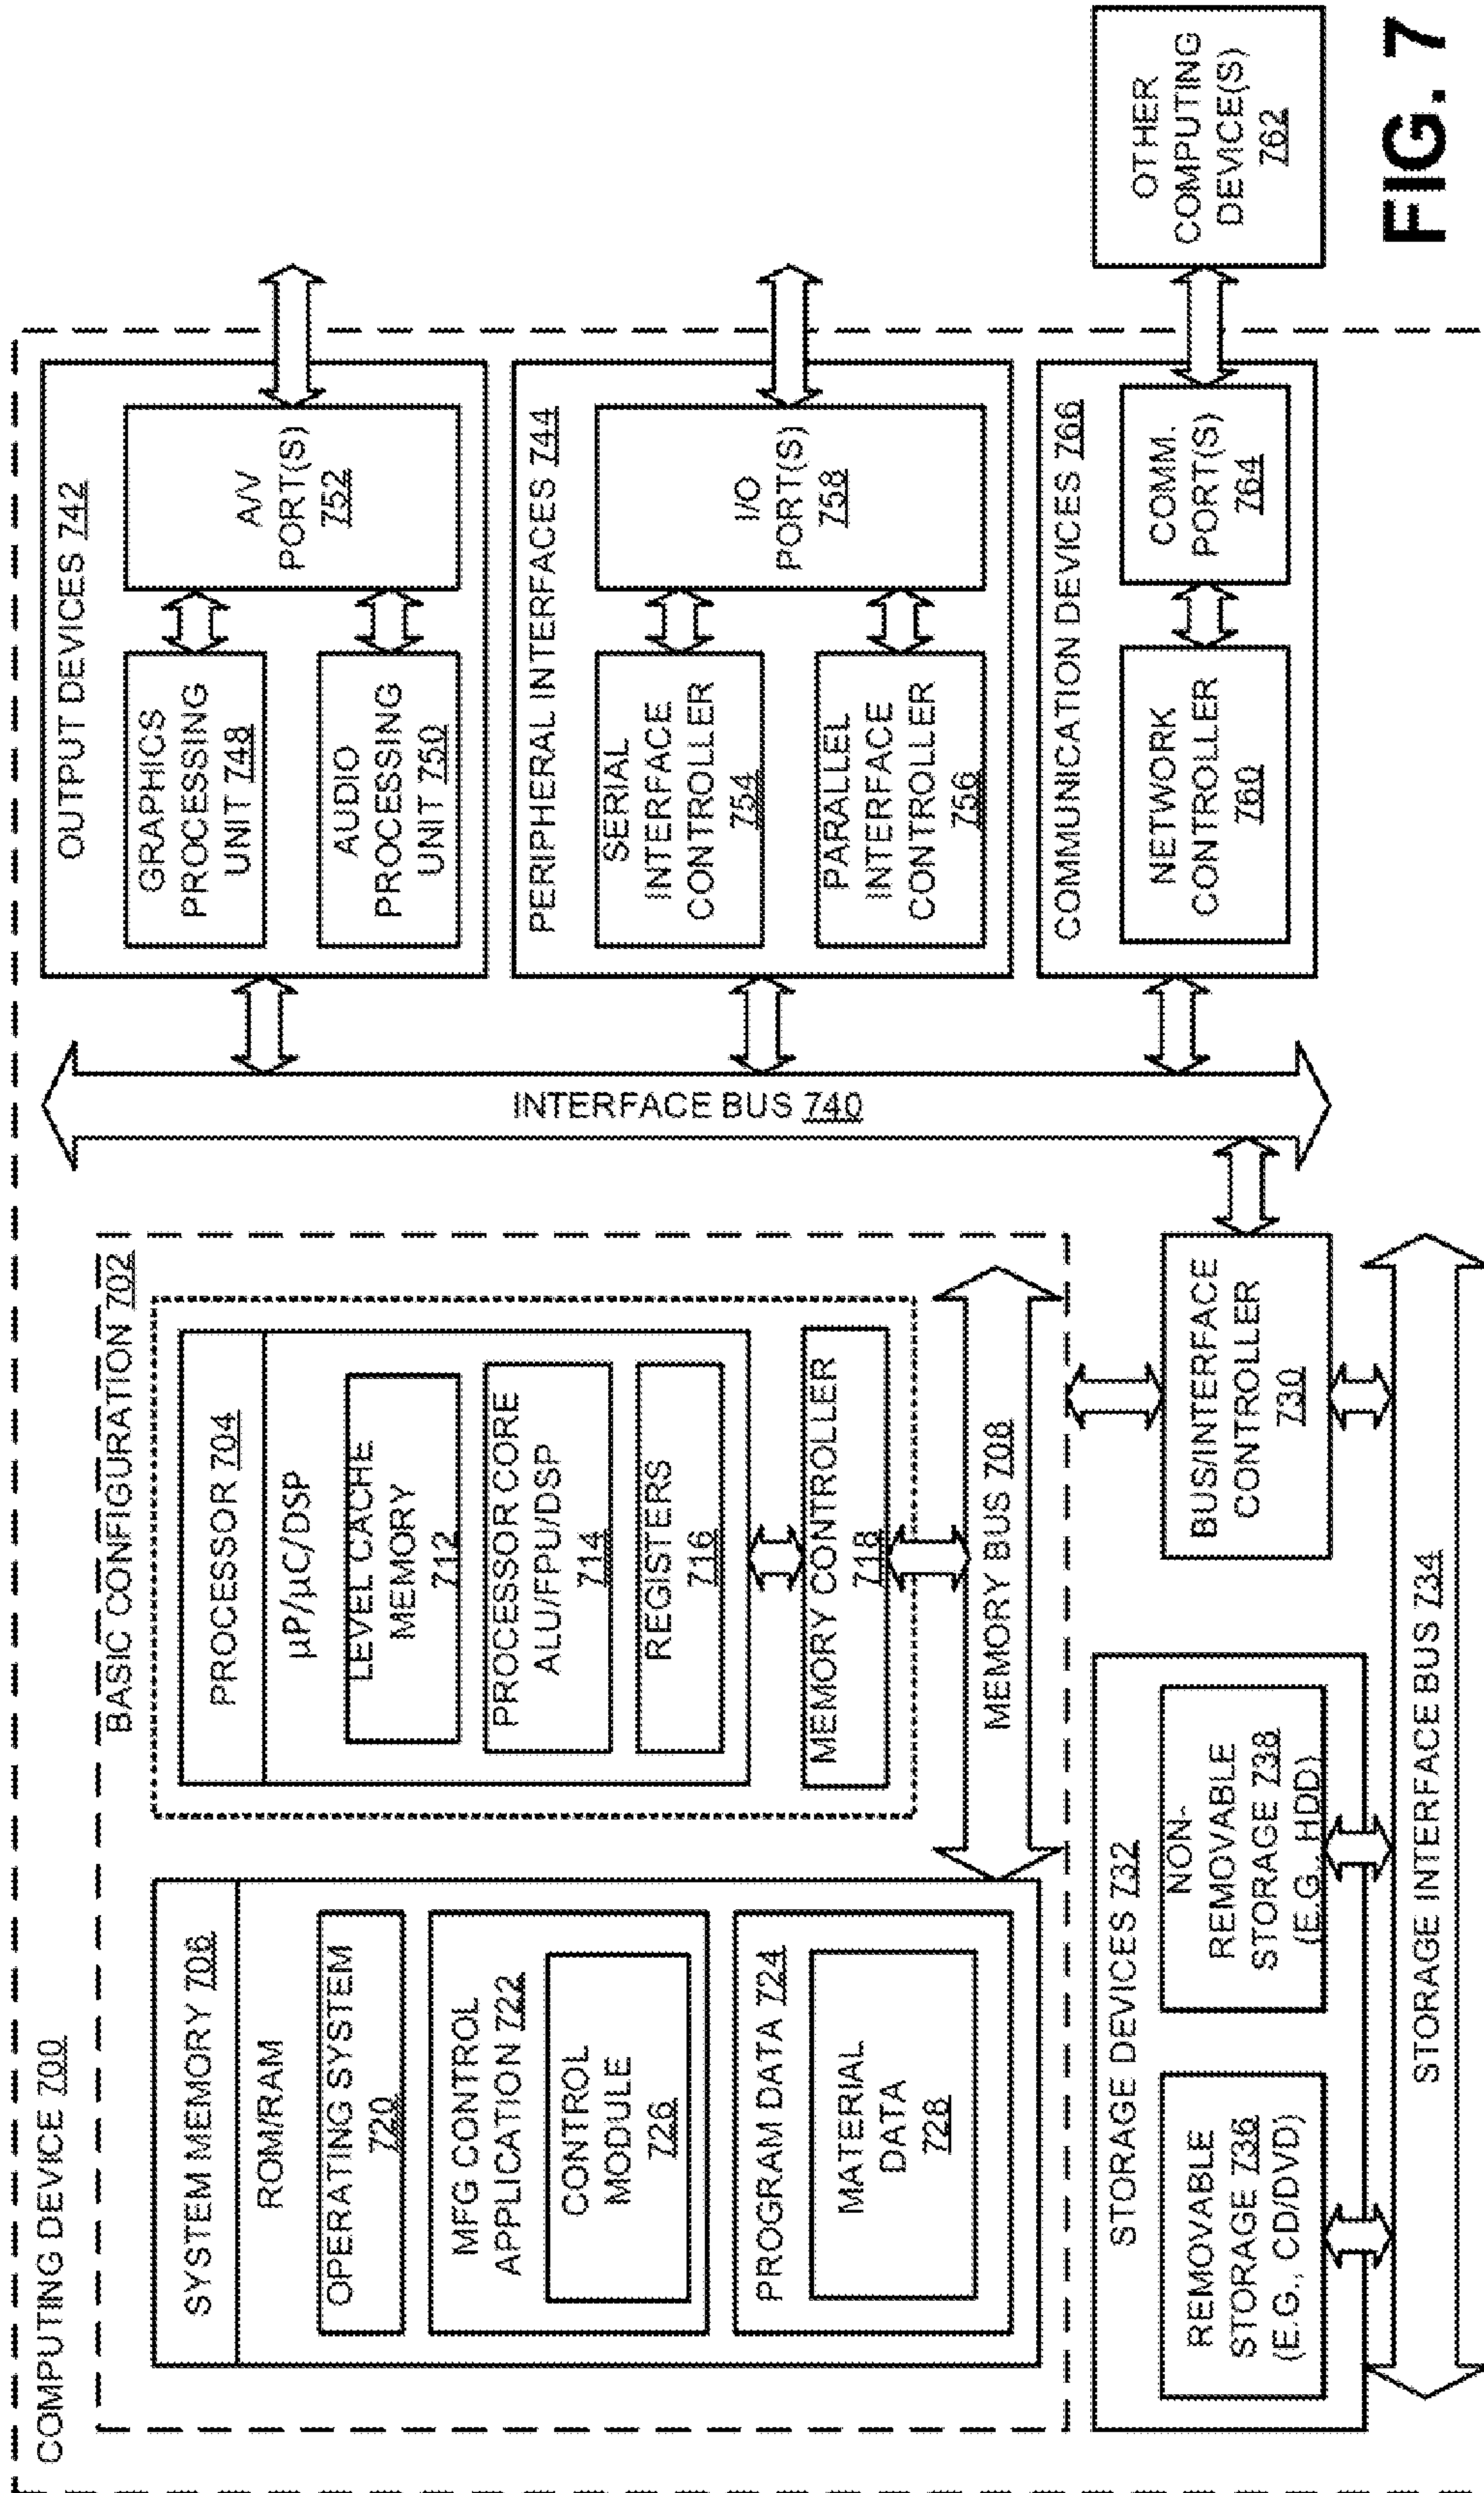 COMPUTING DEVICE 700
BASIC CONFIGURATION 702
SYSTEM MEMORY 706
ROM/RAM
OPERATING SYSTEM
720
MFG CONTROL
APPLICATION 722
CONTROL
MODULE
726
PROGRAM DATA 724
MATERIAL
DATA
728
PROCESSOR 704
µP/µC/DSP
LEVEL CACHE
MEMORY
712
PROCESSOR CORE
ALU/FPU/DSP
714
REGISTERS
716
MEMORY CONTROLLER
718
MEMORY BUS 708
STORAGE DEVICES 732
REMOVABLE
STORAGE 736
(E.G., CD/DVD)
NON-
REMOVABLE
STORAGE 738
(E.G., HDD)
BUS/INTERFACE
CONTROLLER
730
STORAGE INTERFACE BUS 734
INTERFACE BUS 740
OUTPUT DEVICES 742
GRAPHICS
PROCESSING
UNIT 748
AUDIO
PROCESSING
UNIT 750
A/V
PORT(S)
752
PERIPHERAL INTERFACES 744
SERIAL
INTERFACE
CONTROLLER
754
PARALLEL
INTERFACE
CONTROLLER
756
I/O
PORT(S)
758
COMMUNICATION DEVICES 766
NETWORK
CONTROLLER
760
COMM.
PORT(S)
764
OTHER
COMPUTING
DEVICE(S)
762
FIG. 7